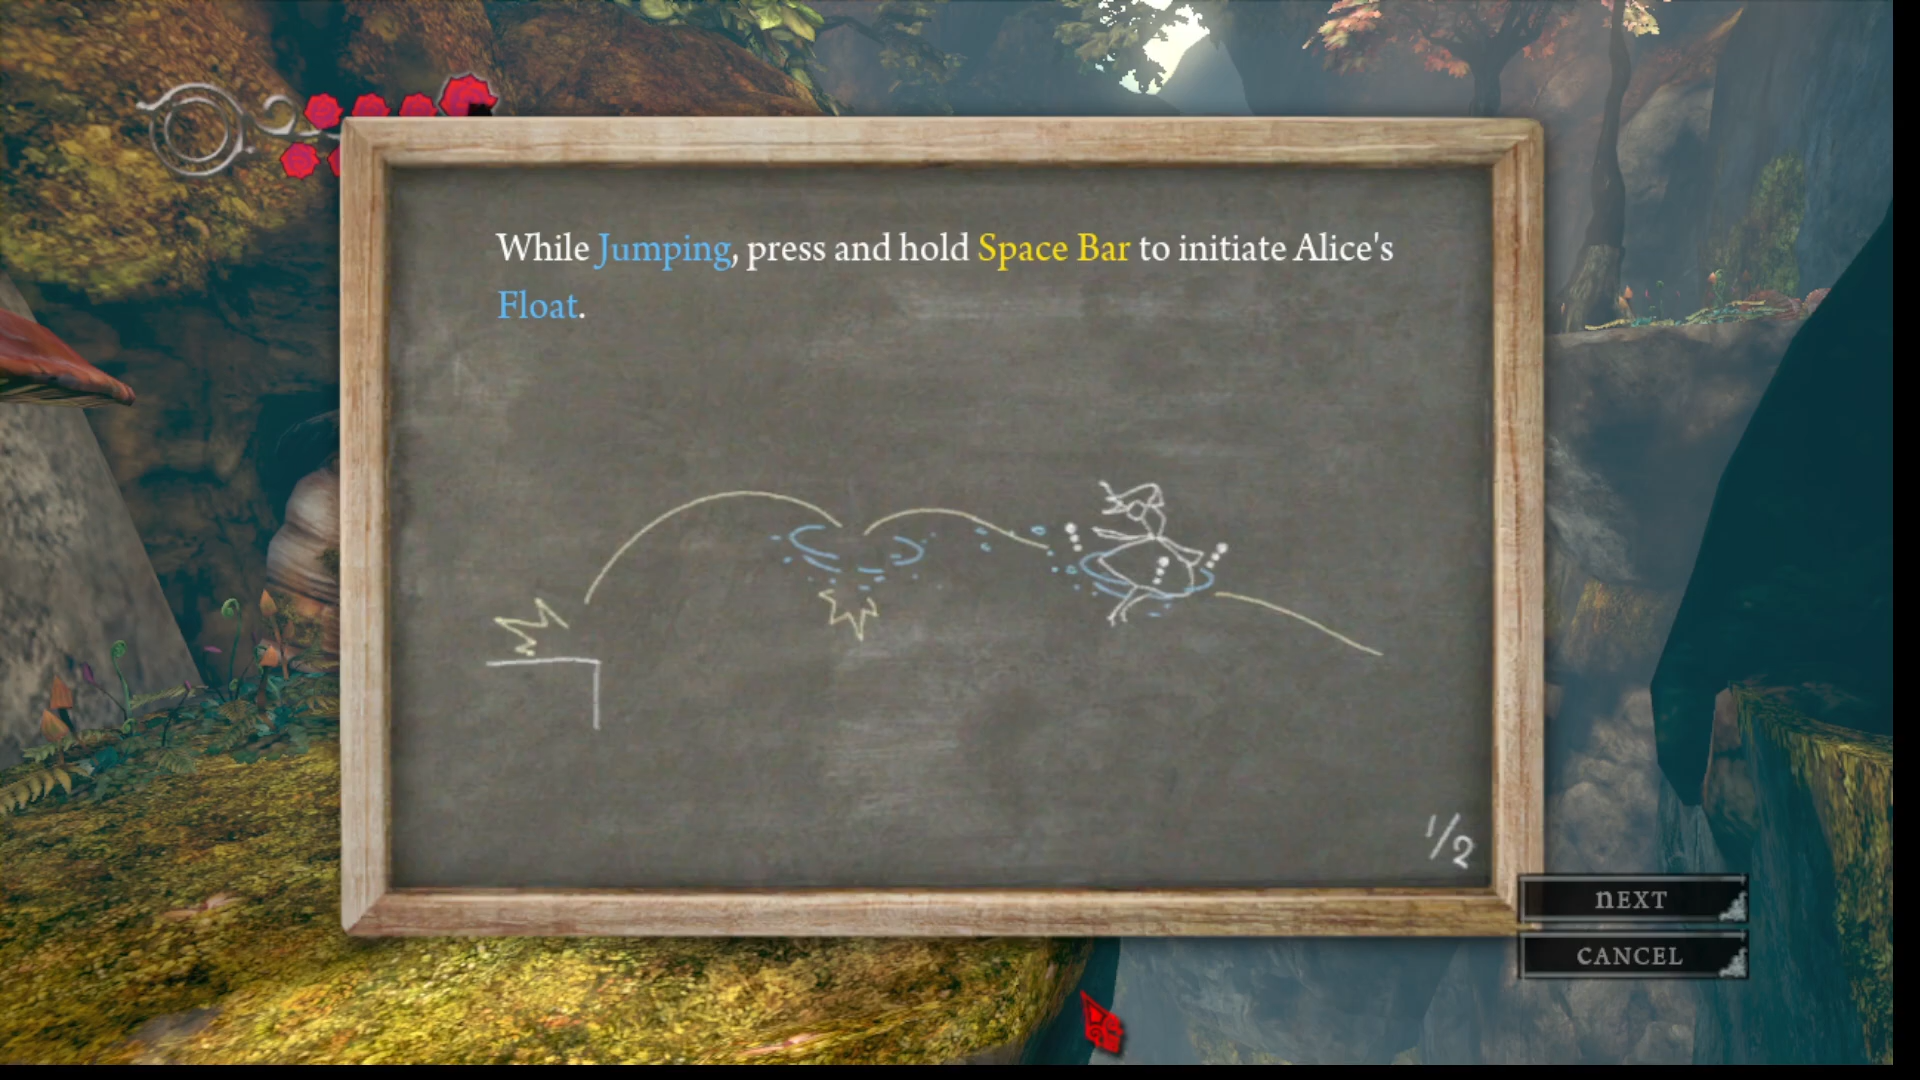 While Jumping, press and hold Space Bar to initiate Alice's
Float.
1/2
NEXT
CANCEL